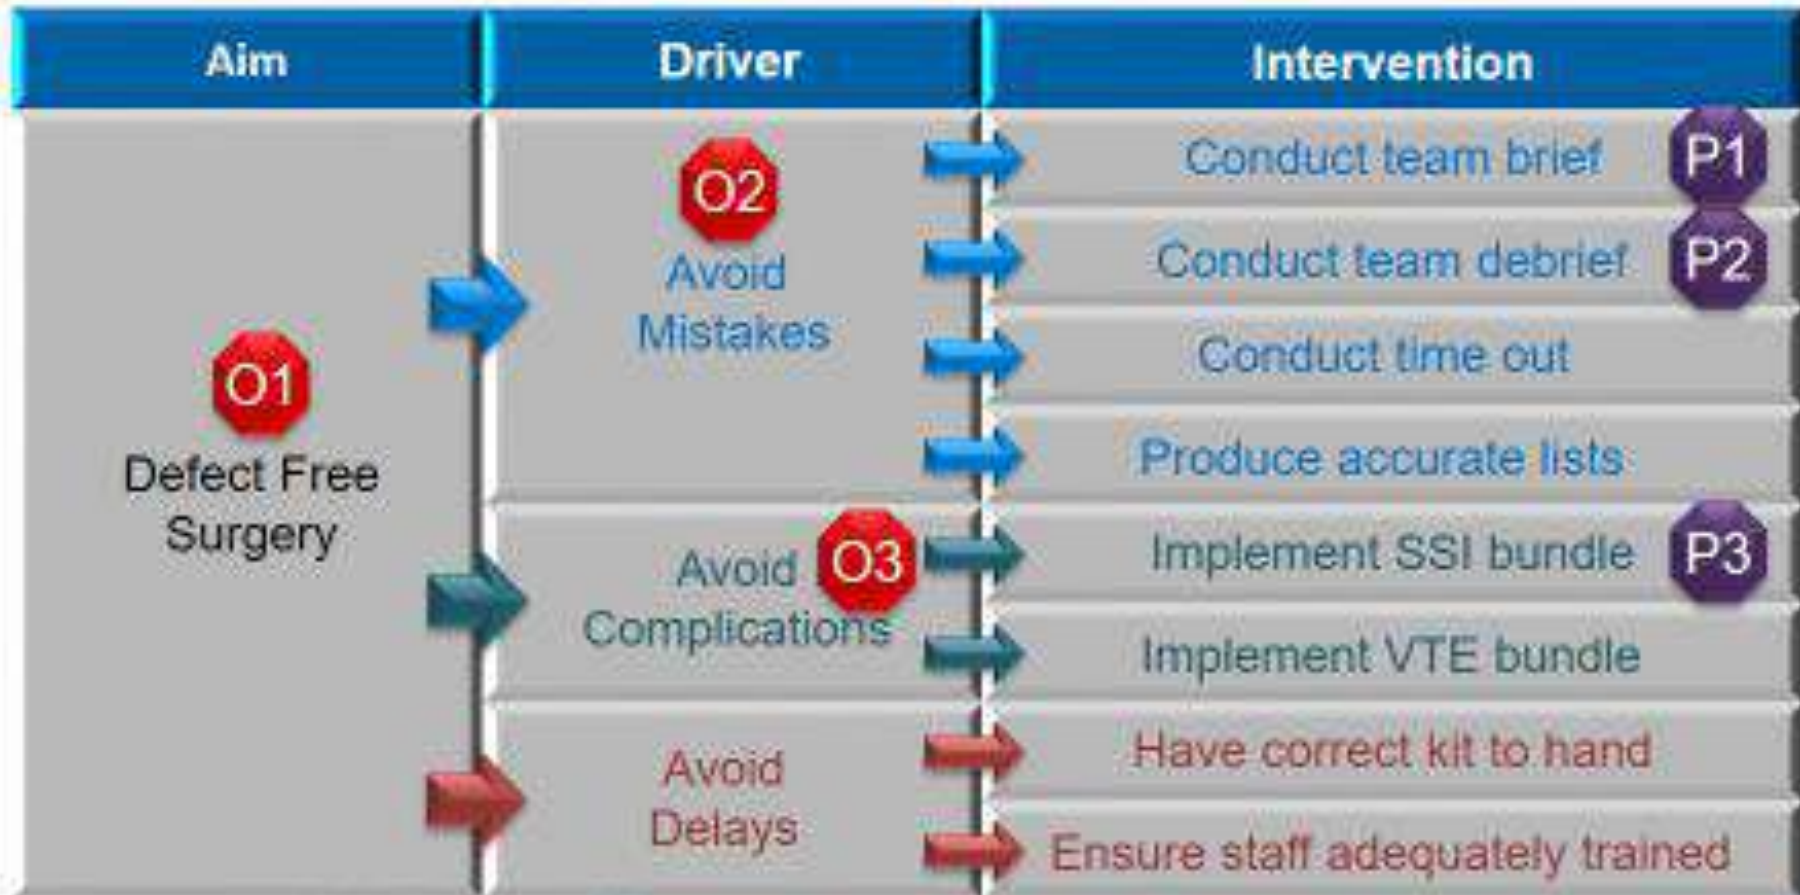 Aim Driver Intervention
O1
Defect Free
Surgery
O2
Avoid
Mistakes
Conduct team brief P1
Conduct team debrief P2
Conduct time out
Produce accurate lists
Avoid O3
Complications
Implement SSI bundle P3
Implement VTE bundle
Avoid
Delays
Have correct kit to hand
Ensure staff adequately trained